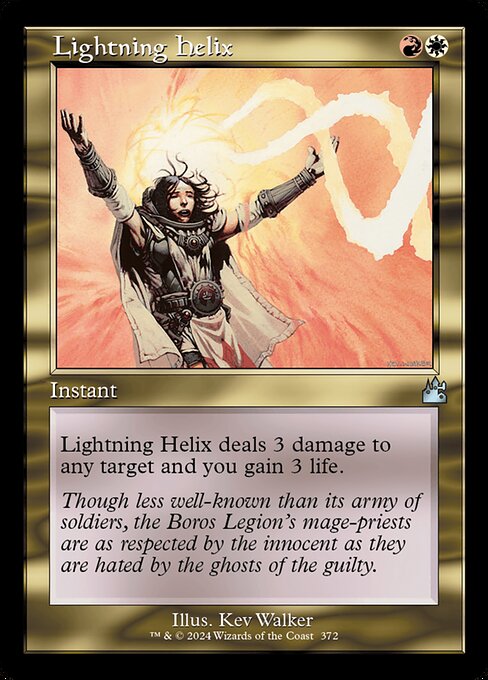 Lightning Helix
KEV WALKER
Instant
Lightning Helix deals 3 damage to
any target and you gain 3 life.
Though less well-known than its army of
soldiers, the Boros Legion's mage-priests
are as respected by the innocent as they
are hated by the ghosts of the guilty.
Illus. Kev Walker
™ & © 2024 Wizards of the Coast 372